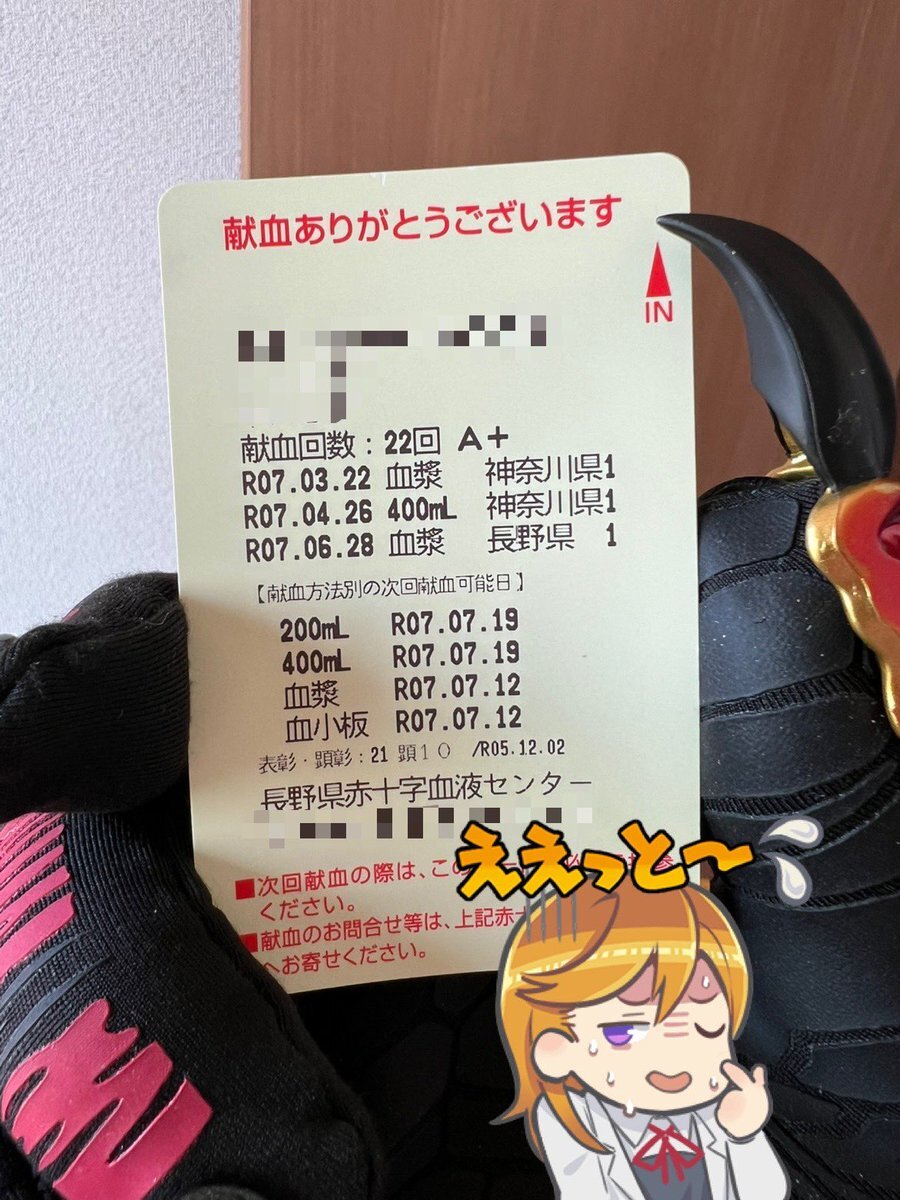 献血ありがとうございます
IN
献血回数：22回 A+
R07.03.22 血漿 神奈川県1
R07.04.26 400mL 神奈川県1
R07.06.28 血漿 長野県 1
【献血方法別の次回献血可能日】
200mL R07.07.19
400mL R07.07.19
血漿 R07.07.12
血小板 R07.07.12
表彰・顕彰：21 顕10 /R05.12.02
長野県赤十字血液センター
ええっと〜
■次回献血の際は、この
ください。
■献血のお問合せ等は、上記赤十
へお寄せください。